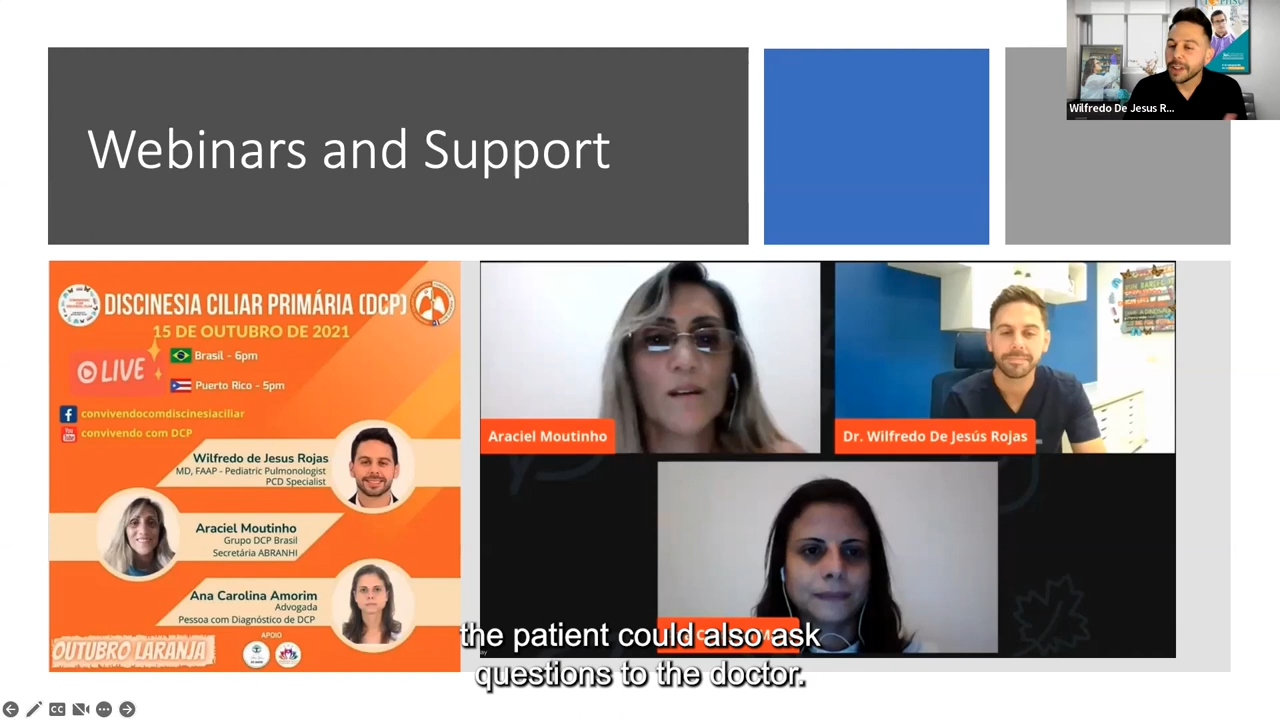 Webinars and Support
Wilfredo De Jesus R...
DISCINESIA CILIAR PRIMÁRIA (DCP)
15 DE OUTUBRO DE 2021
LIVE
Brasil - 6pm
Puerto Rico - 5pm
convivendocomdiscinesiaciliar
convivendo com DCP
Wilfredo de Jesus Rojas
MD, FAAP - Pediatric Pulmonologist
PCD Specialist
Araciel Moutinho
Grupo DCP Brasil
Secretária ABRANHI
Ana Carolina Amorim
Advogada
Pessoa com Diagnóstico de DCP
OUTUBRO LARANJA
APOIO
Araciel Moutinho
Dr. Wilfredo De Jesús Rojas
the patient could also ask
questions to the doctor.
CC